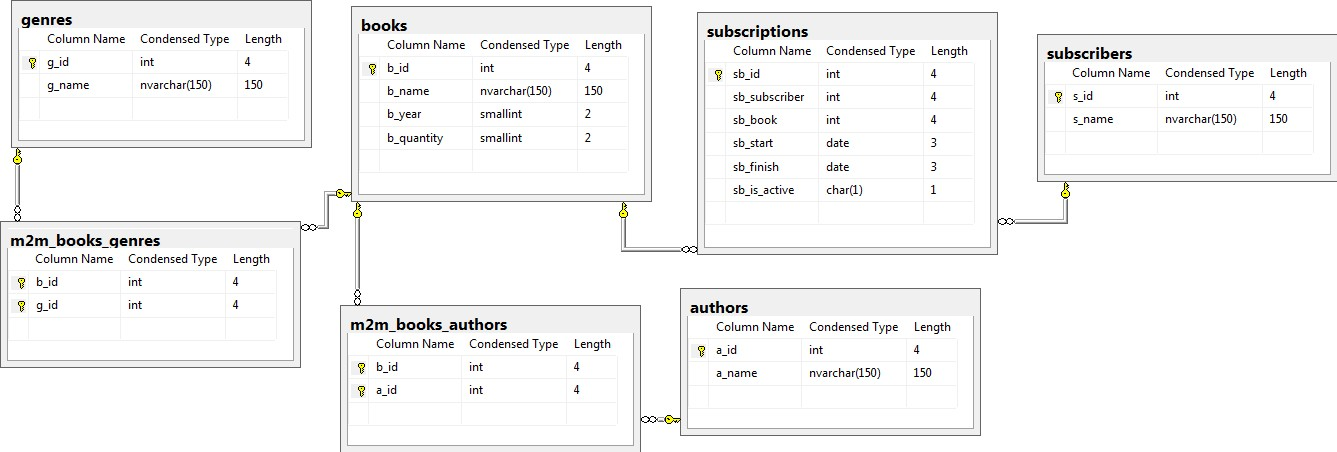 genres
Column Name Condensed Type Length
g_id int 4
g_name nvarchar(150) 150
books
Column Name Condensed Type Length
b_id int 4
b_name nvarchar(150) 150
b_year smallint 2
b_quantity smallint 2
subscriptions
Column Name Condensed Type Length
sb_id int 4
sb_subscriber int 4
sb_book int 4
sb_start date 3
sb_finish date 3
sb_is_active char(1) 1
subscribers
Column Name Condensed Type Length
s_id int 4
s_name nvarchar(150) 150
m2m_books_genres
Column Name Condensed Type Length
b_id int 4
g_id int 4
m2m_books_authors
Column Name Condensed Type Length
b_id int 4
a_id int 4
authors
Column Name Condensed Type Length
a_id int 4
a_name nvarchar(150) 150